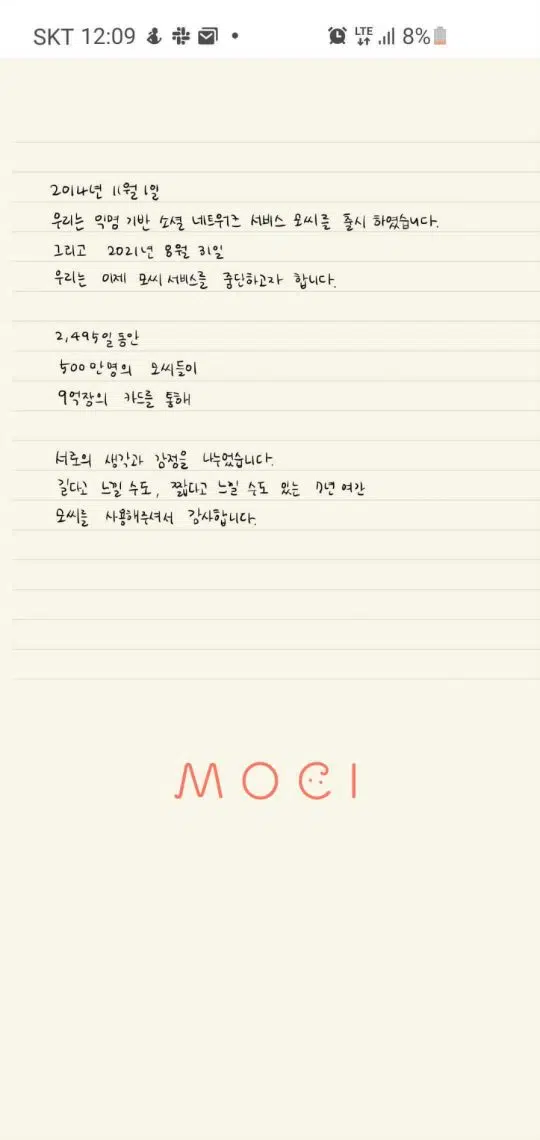 SKT 12:09
LTE 8%
2014년 11월 1일
우리는 익명 기반 소셜 네트워크 서비스 모씨를 출시 하였습니다.
그리고 2021년 8월 31일
우리는 이제 모씨 서비스를 중단하고자 합니다.
2,495일 동안
500만명의 모씨들이
9억장의 카드를 통해
서로의 생각과 감정을 나누었습니다.
길다고 느낄 수도, 짧다고 느낄 수도 있는 7년 여간
모씨를 사용해주셔서 감사합니다.
MOCI